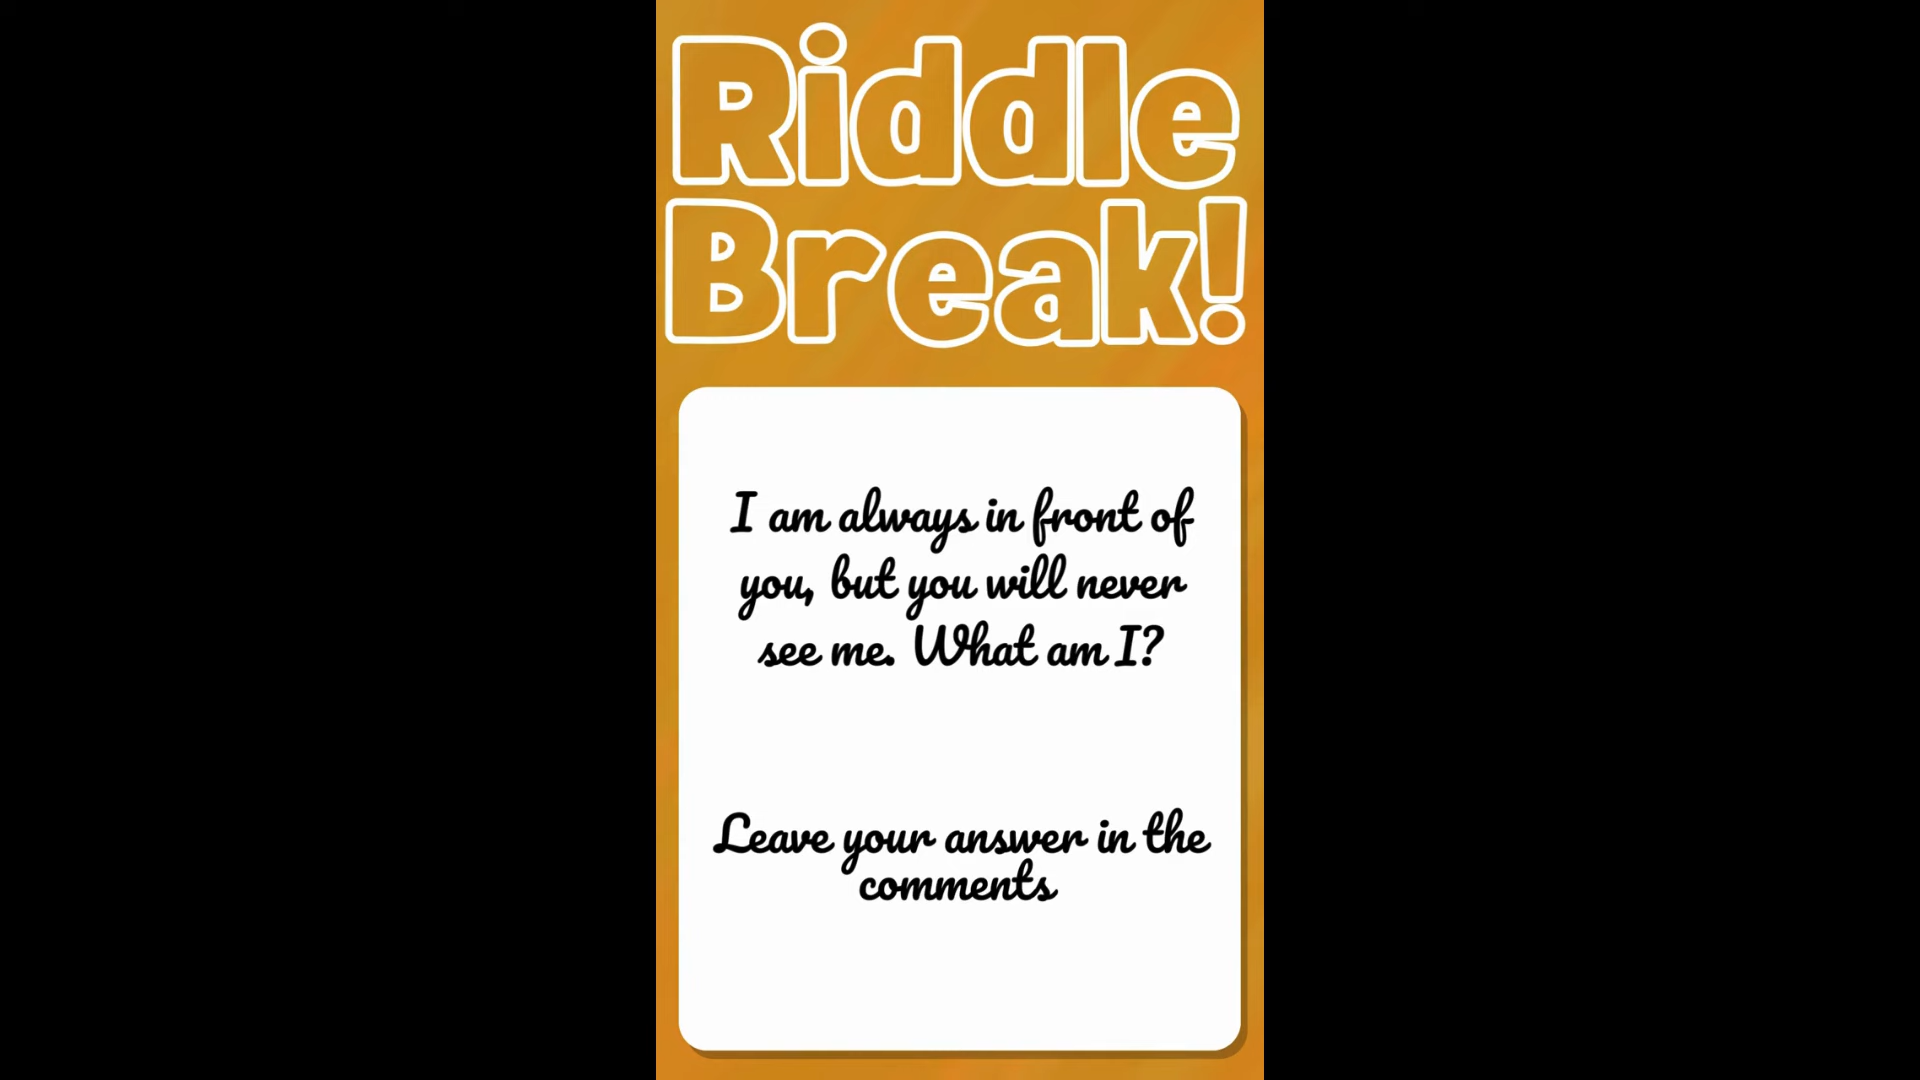 Riddle
Break!
I am always in front of
you, but you will never
see me. What am I?
Leave your answer in the
comments